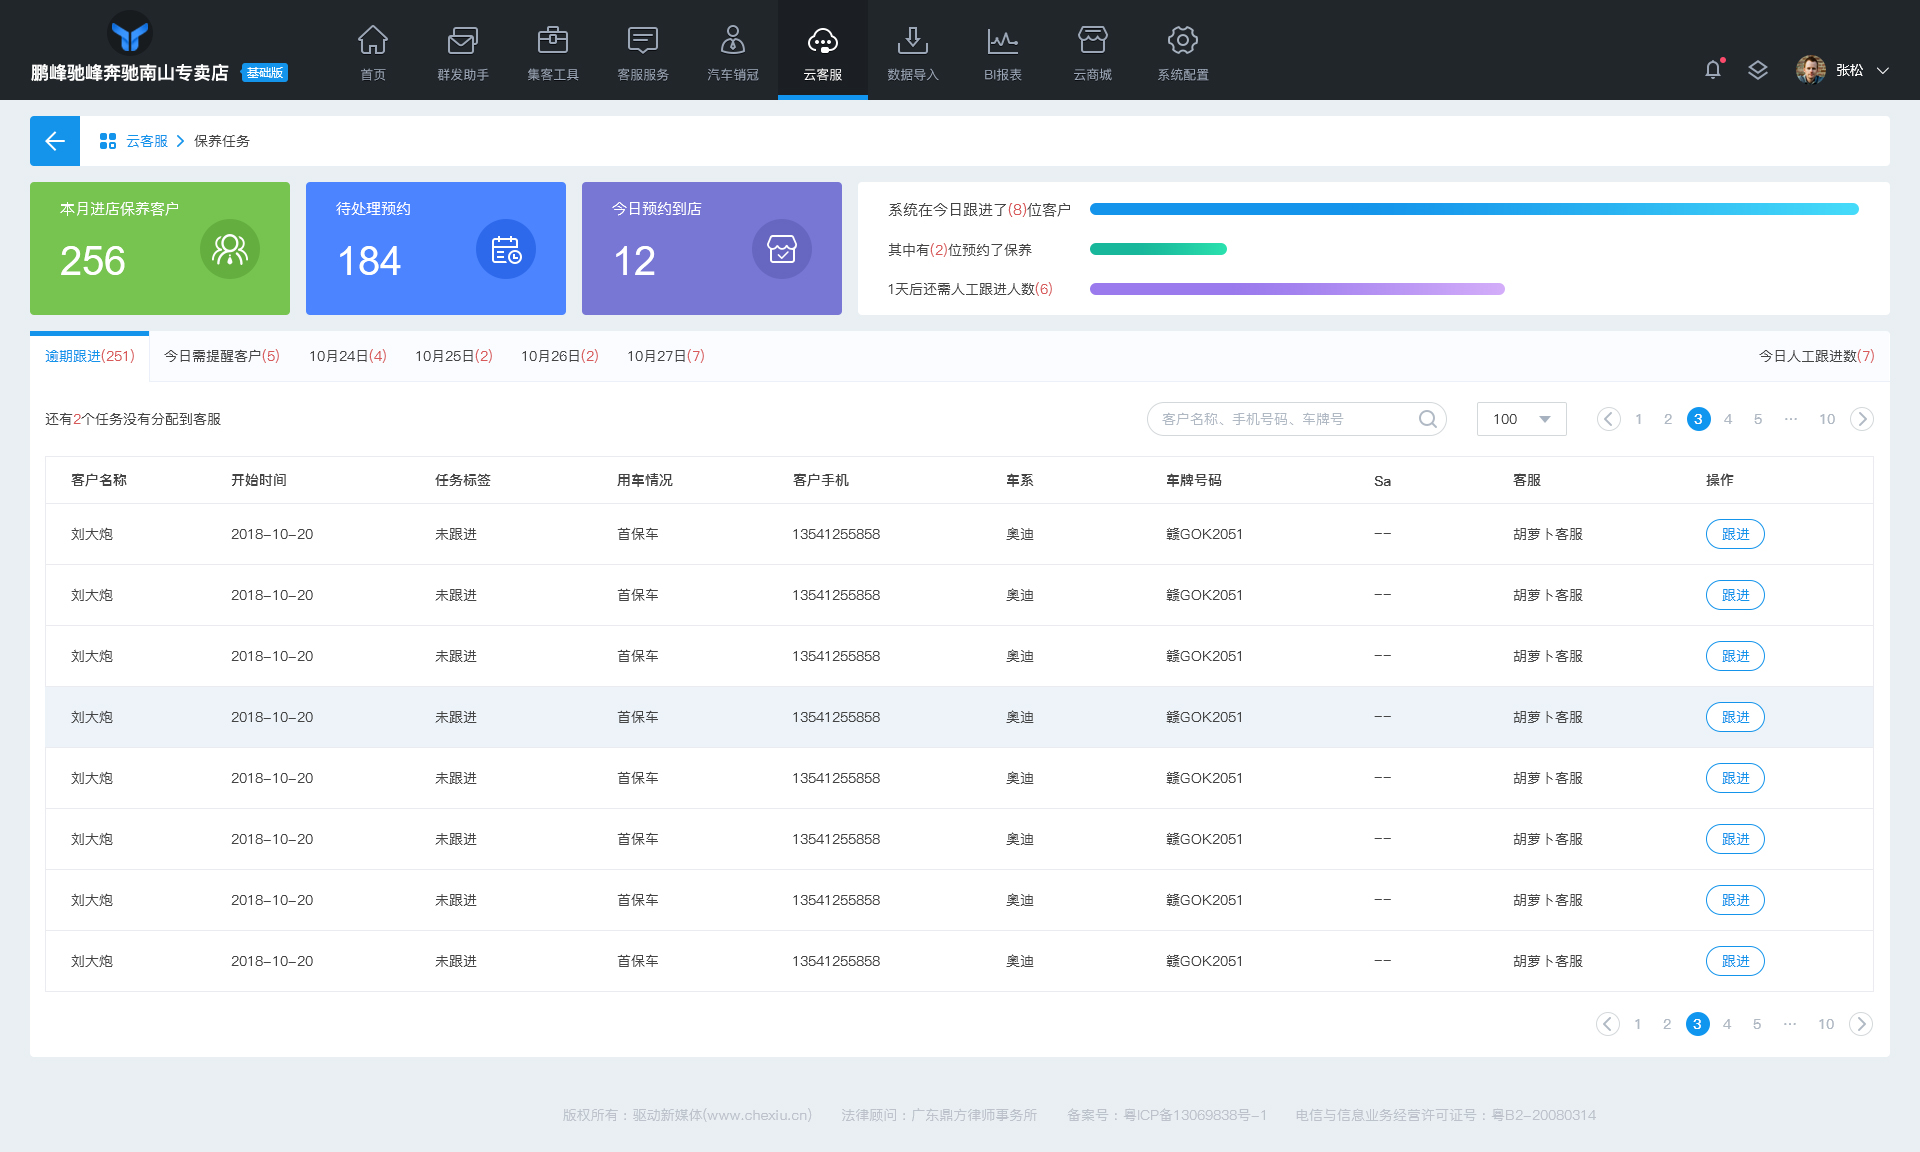 鹏峰驰峰奔驰南山专卖店 基础版
首页 群发助手 集客工具 客服服务 汽车销冠 云客服 数据导入 BI报表 云商城 系统配置
张松
云客服 保养任务
本月进店保养客户
256
待处理预约
184
今日预约到店
12
系统在今日跟进了(8)位客户
其中有(2)位预约了保养
1天后还需人工跟进人数(6)
逾期跟进(251) 今日需提醒客户(5) 10月24日(4) 10月25日(2) 10月26日(2) 10月27日(7) 今日人工跟进数(7)
还有2个任务没有分配到客服 客户名称、手机号码、车牌号 100 1 2 3 4 5 ··· 10
客户名称 开始时间 任务标签 用车情况 客户手机 车系 车牌号码 Sa 客服 操作
刘大炮 2018-10-20 未跟进 首保车 13541255858 奥迪 赣GOK2051 -- 胡萝卜客服 跟进
刘大炮 2018-10-20 未跟进 首保车 13541255858 奥迪 赣GOK2051 -- 胡萝卜客服 跟进
刘大炮 2018-10-20 未跟进 首保车 13541255858 奥迪 赣GOK2051 -- 胡萝卜客服 跟进
刘大炮 2018-10-20 未跟进 首保车 13541255858 奥迪 赣GOK2051 -- 胡萝卜客服 跟进
刘大炮 2018-10-20 未跟进 首保车 13541255858 奥迪 赣GOK2051 -- 胡萝卜客服 跟进
刘大炮 2018-10-20 未跟进 首保车 13541255858 奥迪 赣GOK2051 -- 胡萝卜客服 跟进
刘大炮 2018-10-20 未跟进 首保车 13541255858 奥迪 赣GOK2051 -- 胡萝卜客服 跟进
刘大炮 2018-10-20 未跟进 首保车 13541255858 奥迪 赣GOK2051 -- 胡萝卜客服 跟进
1 2 3 4 5 ··· 10
版权所有：驱动新媒体(www.chexiu.cn) 法律顾问：广东鼎方律师事务所 备案号：粤ICP备13069838号-1 电信与信息业务经营许可证号：粤B2-20080314